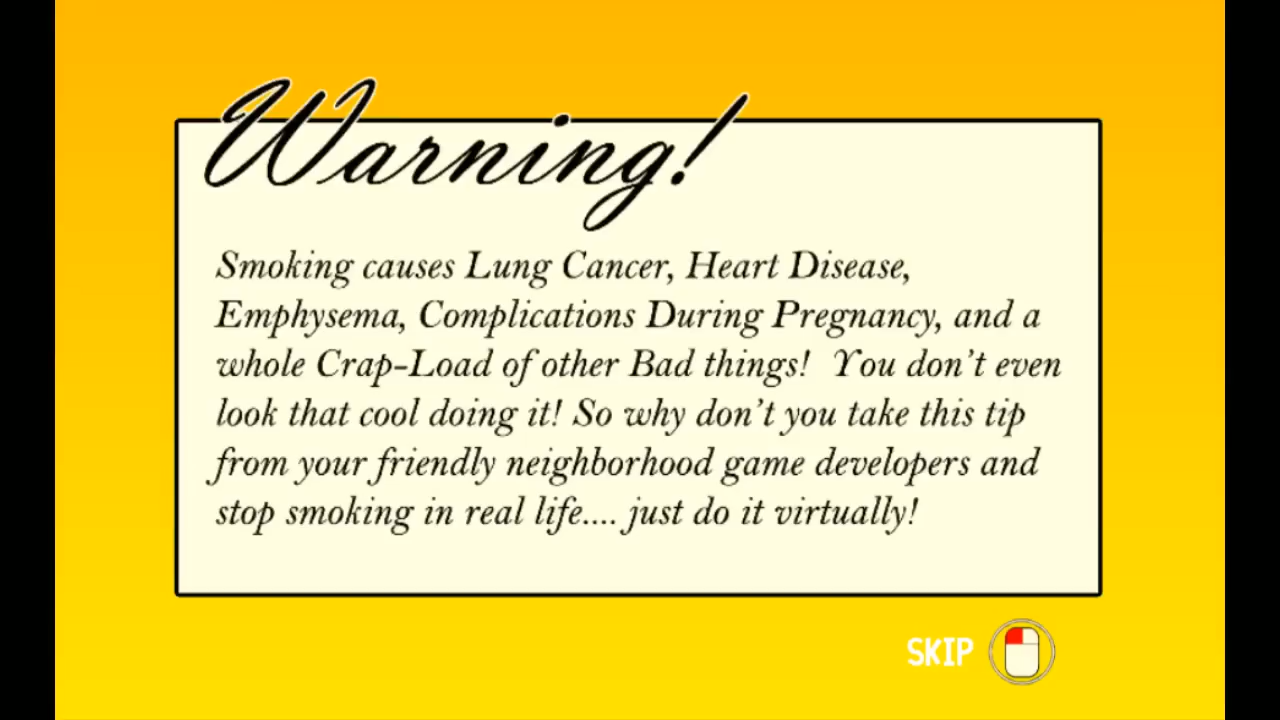 Warning!
Smoking causes Lung Cancer, Heart Disease,
Emphysema, Complications During Pregnancy, and a
whole Crap-Load of other Bad things!  You don’t even
look that cool doing it! So why don’t you take this tip
from your friendly neighborhood game developers and
stop smoking in real life.... just do it virtually!
SKIP